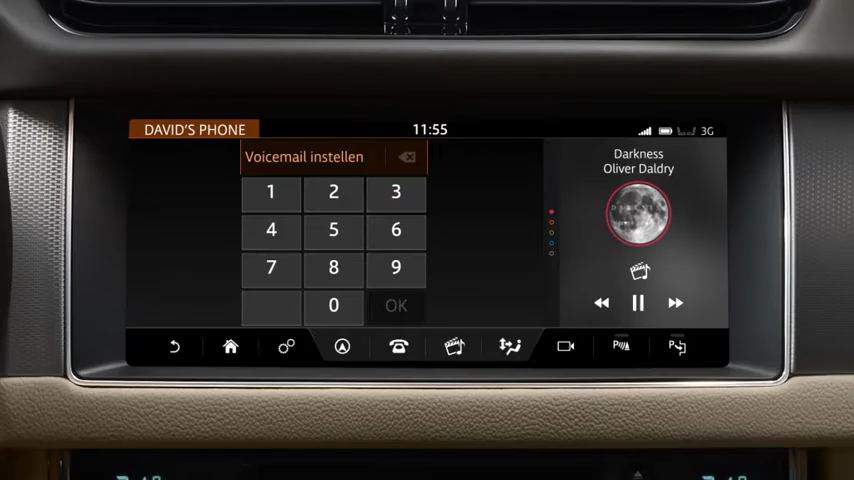 DAVID'S PHONE
11:55
3G
Voicemail instellen
1 2 3
4 5 6
7 8 9
0 OK
Darkness
Oliver Daldry
P
P